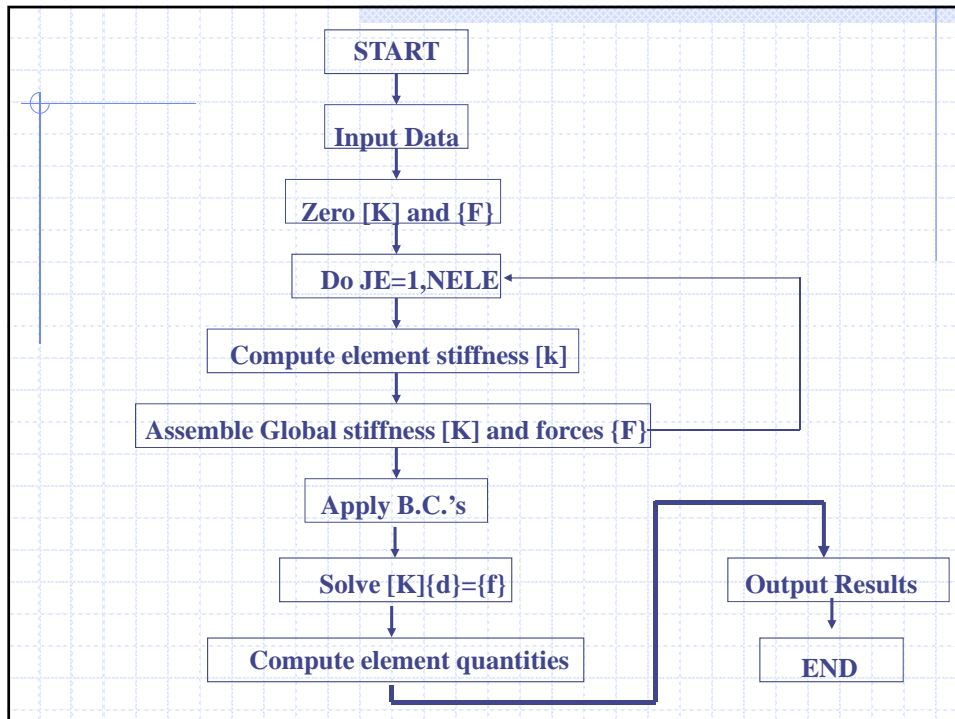 START
Input Data
Zero [K] and {F}
Do JE=1,NELE
Compute element stiffness [k]
Assemble Global stiffness [K] and forces {F}
Apply B.C.’s
Solve [K]{d}={f}
Compute element quantities
Output Results
END